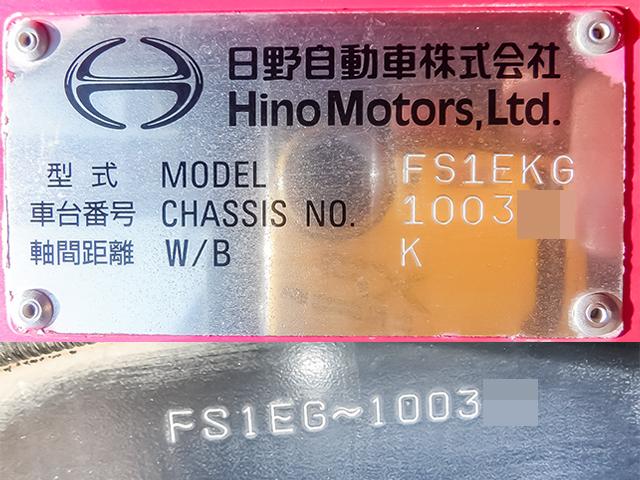 日野自動車株式会社
Hino Motors, Ltd.
型式 MODEL FS1EKG
車台番号 CHASSIS NO. 1003
軸間距離 W/B K
FS1EG~1003